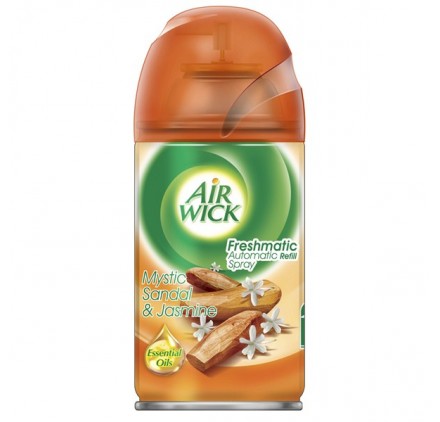 AIR
WICK
Freshmatic
Automatic Refill
Spray
Mystic
Sandal
& Jasmine
Essential
Oils